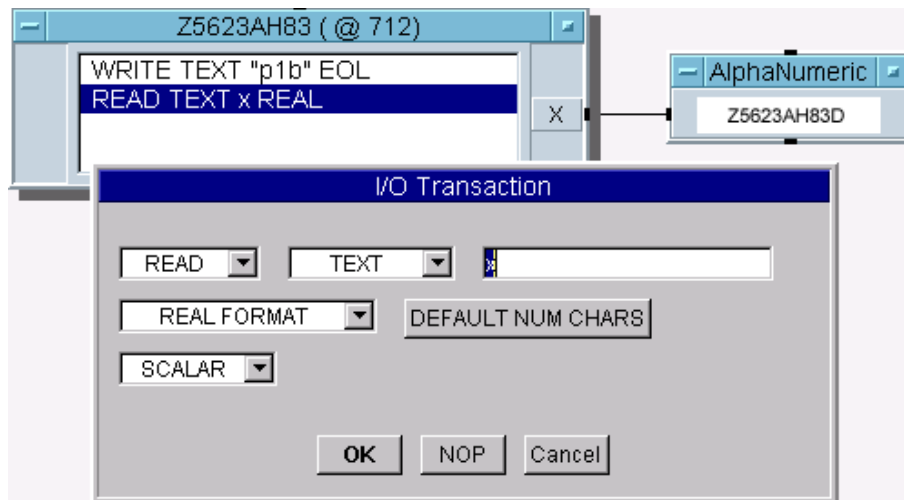 Z5623AH83 ( @ 712)
WRITE TEXT "p1b" EOL
READ TEXT x REAL
X
AlphaNumeric
Z5623AH83D
I/O Transaction
READ TEXT x
REAL FORMAT DEFAULT NUM CHARS
SCALAR
OK NOP Cancel